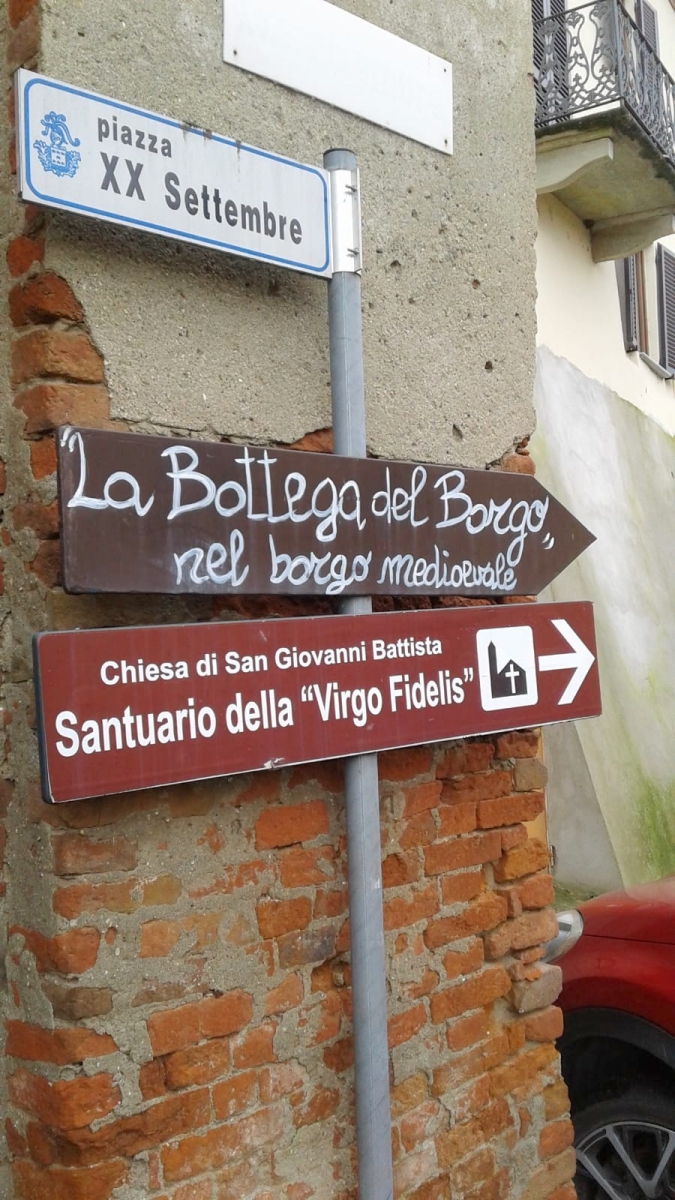 piazza
XX Settembre
"La Bottega del Borgo"
nel borgo medioevale
Chiesa di San Giovanni Battista
Santuario della "Virgo Fidelis"